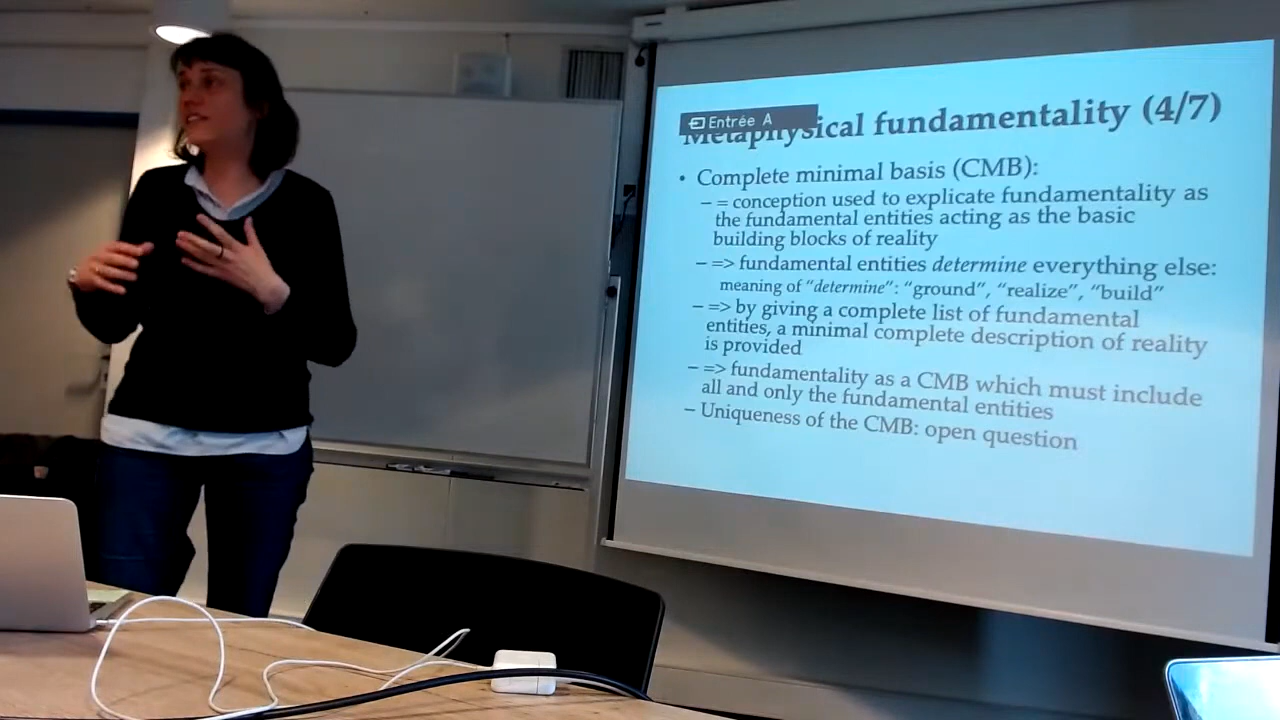 Entrée A
Metaphysical fundamentality (4/7)
• Complete minimal basis (CMB):
– = conception used to explicate fundamentality as
the fundamental entities acting as the basic
building blocks of reality
– => fundamental entities determine everything else:
meaning of "determine": "ground", "realize", "build"
– => by giving a complete list of fundamental
entities, a minimal complete description of reality
is provided
– => fundamentality as a CMB which must include
all and only the fundamental entities
– Uniqueness of the CMB: open question